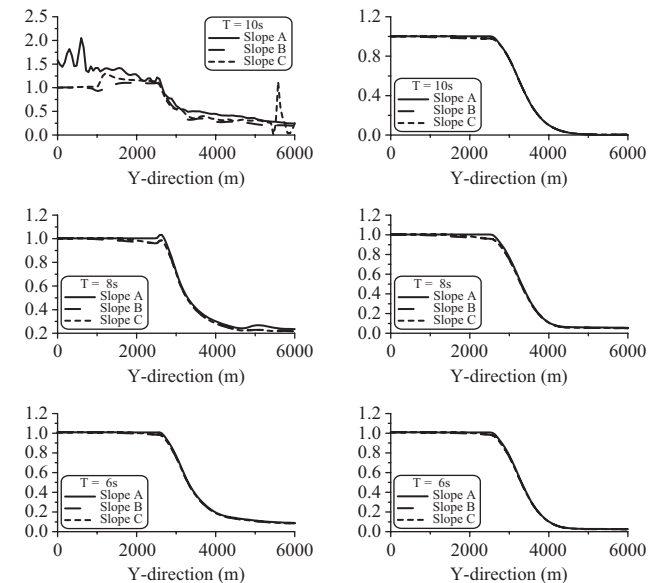 2.5
2.0
1.5
1.0
0.5
0.0
T = 10s
Slope A
Slope B
Slope C
0 2000 4000 6000
Y-direction (m)
1.2
0.8
0.4
0.0
T = 10s
Slope A
Slope B
Slope C
0 2000 4000 6000
Y-direction (m)
1.2
1.0
0.8
0.6
0.4
0.2
T = 8s
Slope A
Slope B
Slope C
0 2000 4000 6000
Y-direction (m)
1.2
1.0
0.8
0.6
0.4
0.2
0.0
T = 8s
Slope A
Slope B
Slope C
0 2000 4000 6000
Y-direction (m)
1.2
1.0
0.8
0.6
0.4
0.2
0.0
T = 6s
Slope A
Slope B
Slope C
0 2000 4000 6000
Y-direction (m)
1.2
1.0
0.8
0.6
0.4
0.2
0.0
T = 6s
Slope A
Slope B
Slope C
0 2000 4000 6000
Y-direction (m)